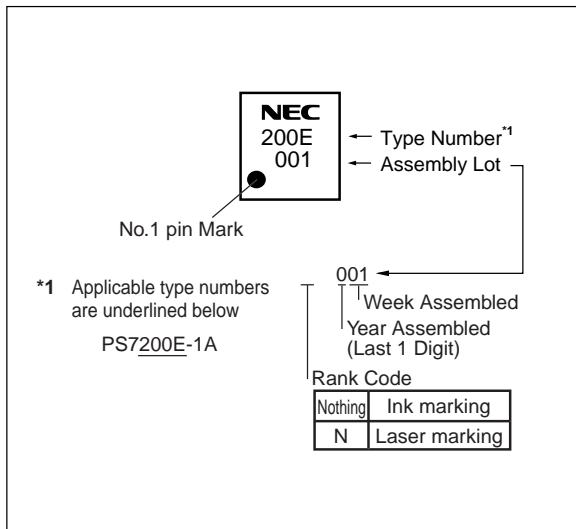 NEC
200E
001
Type Number*1
Assembly Lot
No.1 pin Mark
*1 Applicable type numbers
are underlined below
PS7200E-1A
001
Week Assembled
Year Assembled
(Last 1 Digit)
Rank Code
Nothing Ink marking
N Laser marking